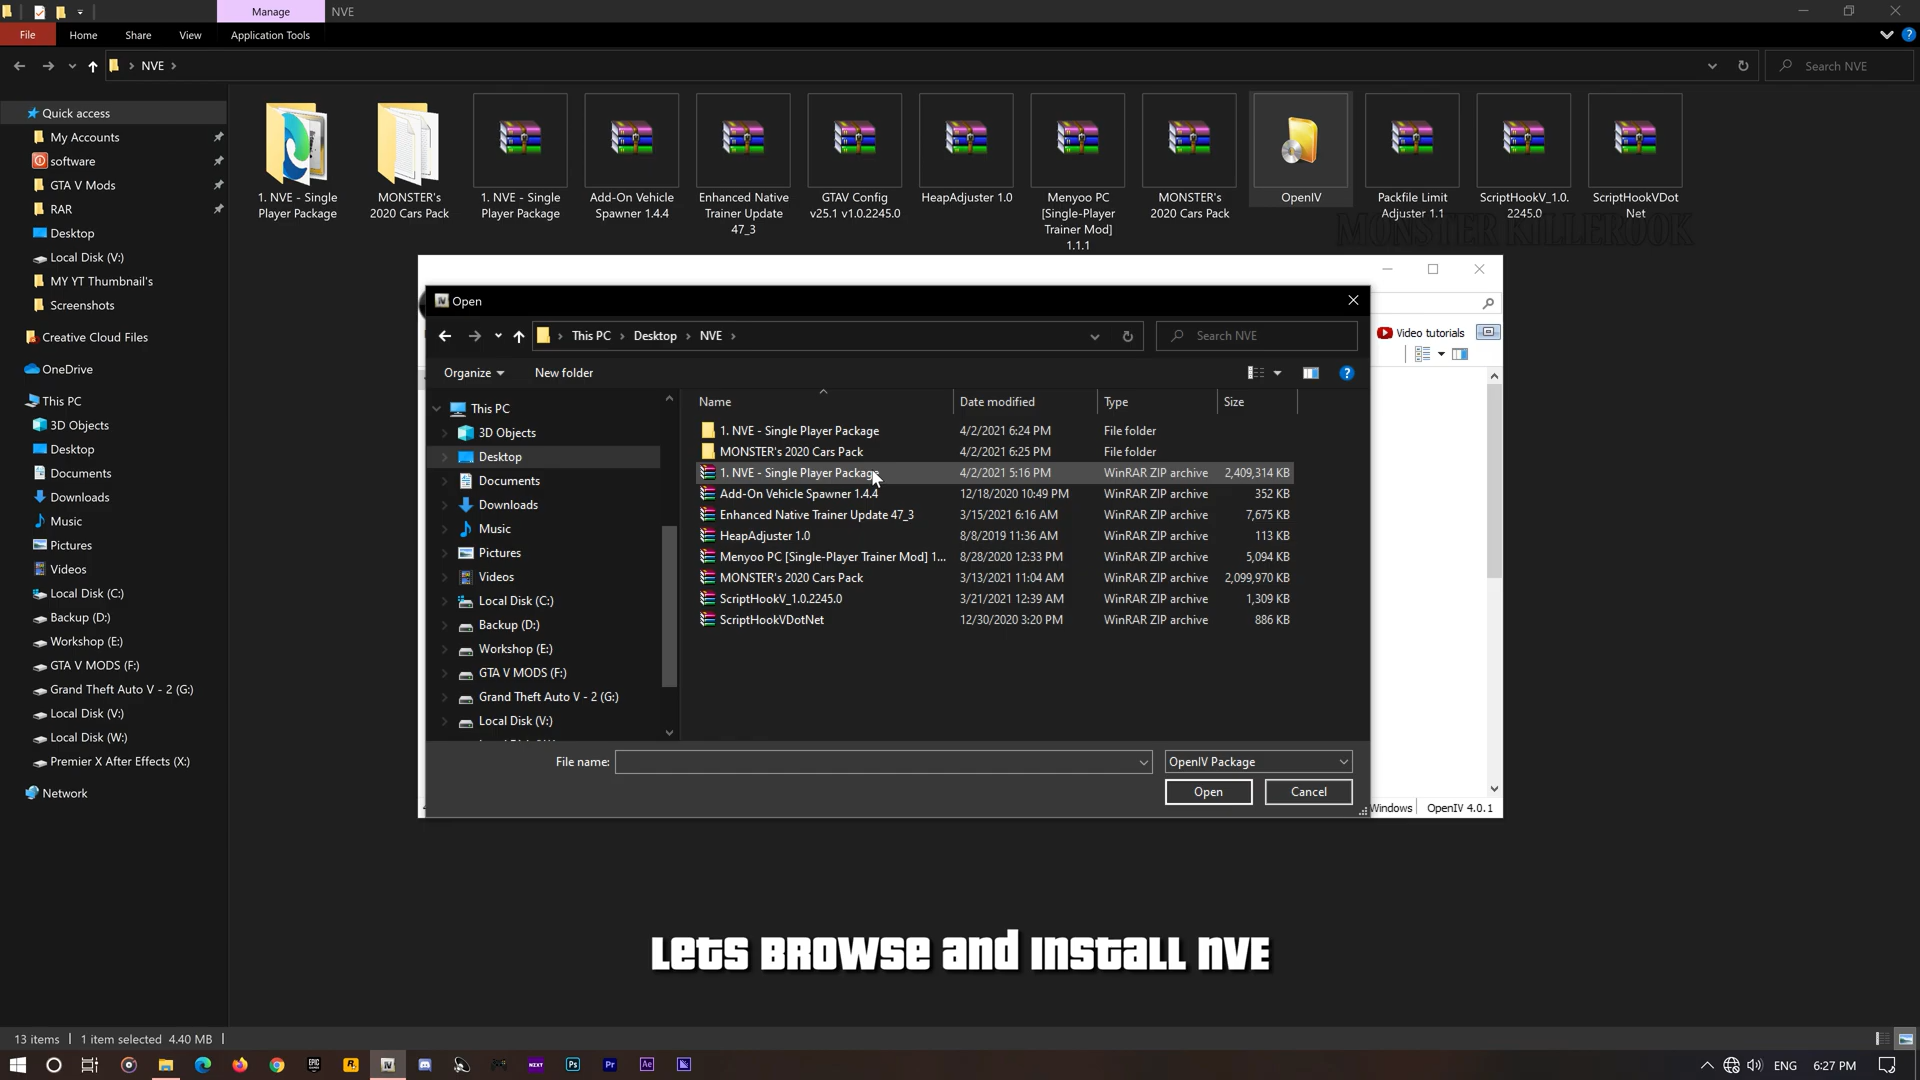 Manage
NVE
File
Home
Share
View
Application Tools
NVE
Search NVE
Quick access
My Accounts
software
GTA V Mods
RAR
Desktop
Local Disk (V:)
MY YT Thumbnail's
Screenshots
Creative Cloud Files
OneDrive
This PC
3D Objects
Desktop
Documents
Downloads
Music
Pictures
Videos
Local Disk (C:)
Backup (D:)
Workshop (E:)
GTA V MODS (F:)
Grand Theft Auto V - 2 (G:)
Local Disk (V:)
Local Disk (W:)
Premier X After Effects (X:)
Network
1. NVE - Single
Player Package
MONSTER's
2020 Cars Pack
1. NVE - Single
Player Package
Add-On Vehicle
Spawner 1.4.4
Enhanced Native
Trainer Update
47_3
GTAV Config
v25.1 v1.0.2245.0
HeapAdjuster 1.0
Menyoo PC
[Single-Player
Trainer Mod]
1.1.1
MONSTER's
2020 Cars Pack
OpenIV
Packfile Limit
Adjuster 1.1
ScriptHookV_1.0.
2245.0
ScriptHookVDot
Net
MONSTER KILLEROOK
Open
This PC
Desktop
NVE
Search NVE
Organize
New folder
This PC
3D Objects
Desktop
Documents
Downloads
Music
Pictures
Videos
Local Disk (C:)
Backup (D:)
Workshop (E:)
GTA V MODS (F:)
Grand Theft Auto V - 2 (G:)
Local Disk (V:)
Name Date modified Type Size
1. NVE - Single Player Package 4/2/2021 6:24 PM File folder
MONSTER's 2020 Cars Pack 4/2/2021 6:25 PM File folder
1. NVE - Single Player Package 4/2/2021 5:16 PM WinRAR ZIP archive 2,409,314 KB
Add-On Vehicle Spawner 1.4.4 12/18/2020 10:49 PM WinRAR ZIP archive 352 KB
Enhanced Native Trainer Update 47_3 3/15/2021 6:16 AM WinRAR ZIP archive 7,675 KB
HeapAdjuster 1.0 8/8/2019 11:36 AM WinRAR ZIP archive 113 KB
Menyoo PC [Single-Player Trainer Mod] 1... 8/28/2020 12:33 PM WinRAR ZIP archive 5,094 KB
MONSTER's 2020 Cars Pack 3/13/2021 11:04 AM WinRAR ZIP archive 2,099,970 KB
ScriptHookV_1.0.2245.0 3/21/2021 12:39 AM WinRAR ZIP archive 1,309 KB
ScriptHookVDotNet 12/30/2020 3:20 PM WinRAR ZIP archive 886 KB
File name:
OpenIV Package
Open
Cancel
Video tutorials
Windows
OpenIV 4.0.1
LETS BROWSE AND INSTALL NVE
13 items
1 item selected 4.40 MB
ENG
6:27 PM